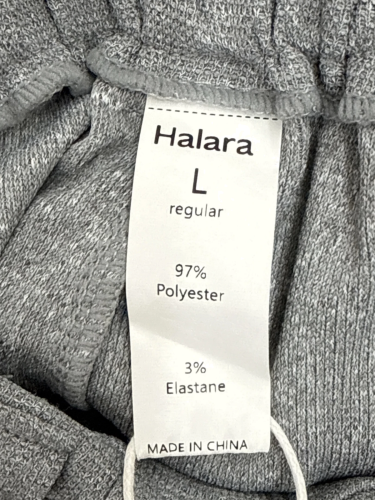 Halara
L
regular
97%
Polyester
3%
Elastane
MADE IN CHINA